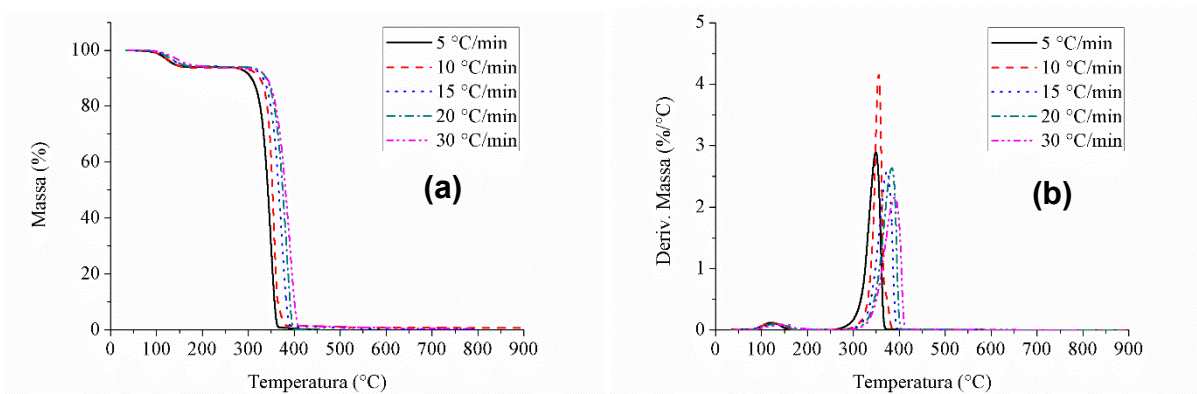 100
80
60
40
20
0
Massa (%)
5 °C/min
10 °C/min
15 °C/min
20 °C/min
30 °C/min
(a)
0 100 200 300 400 500 600 700 800 900
Temperatura (°C)
5
4
3
2
1
0
Deriv. Massa (%/°C)
5 °C/min
10 °C/min
15 °C/min
20 °C/min
30 °C/min
(b)
0 100 200 300 400 500 600 700 800 900
Temperatura (°C)